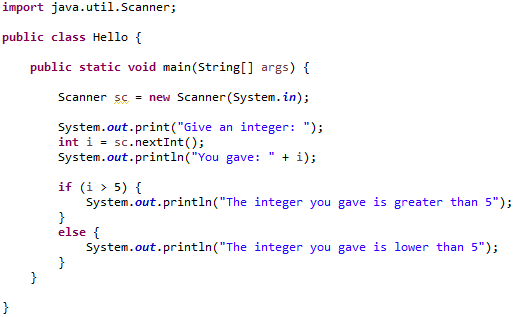 import java.util.Scanner;
public class Hello {
public static void main(String[] args) {
Scanner sc = new Scanner(System.in);
System.out.print("Give an integer: ");
int i = sc.nextInt();
System.out.println("You gave: " + i);
if (i > 5) {
System.out.println("The integer you gave is greater than 5");
}
else {
System.out.println("The integer you gave is lower than 5");
}
}
}